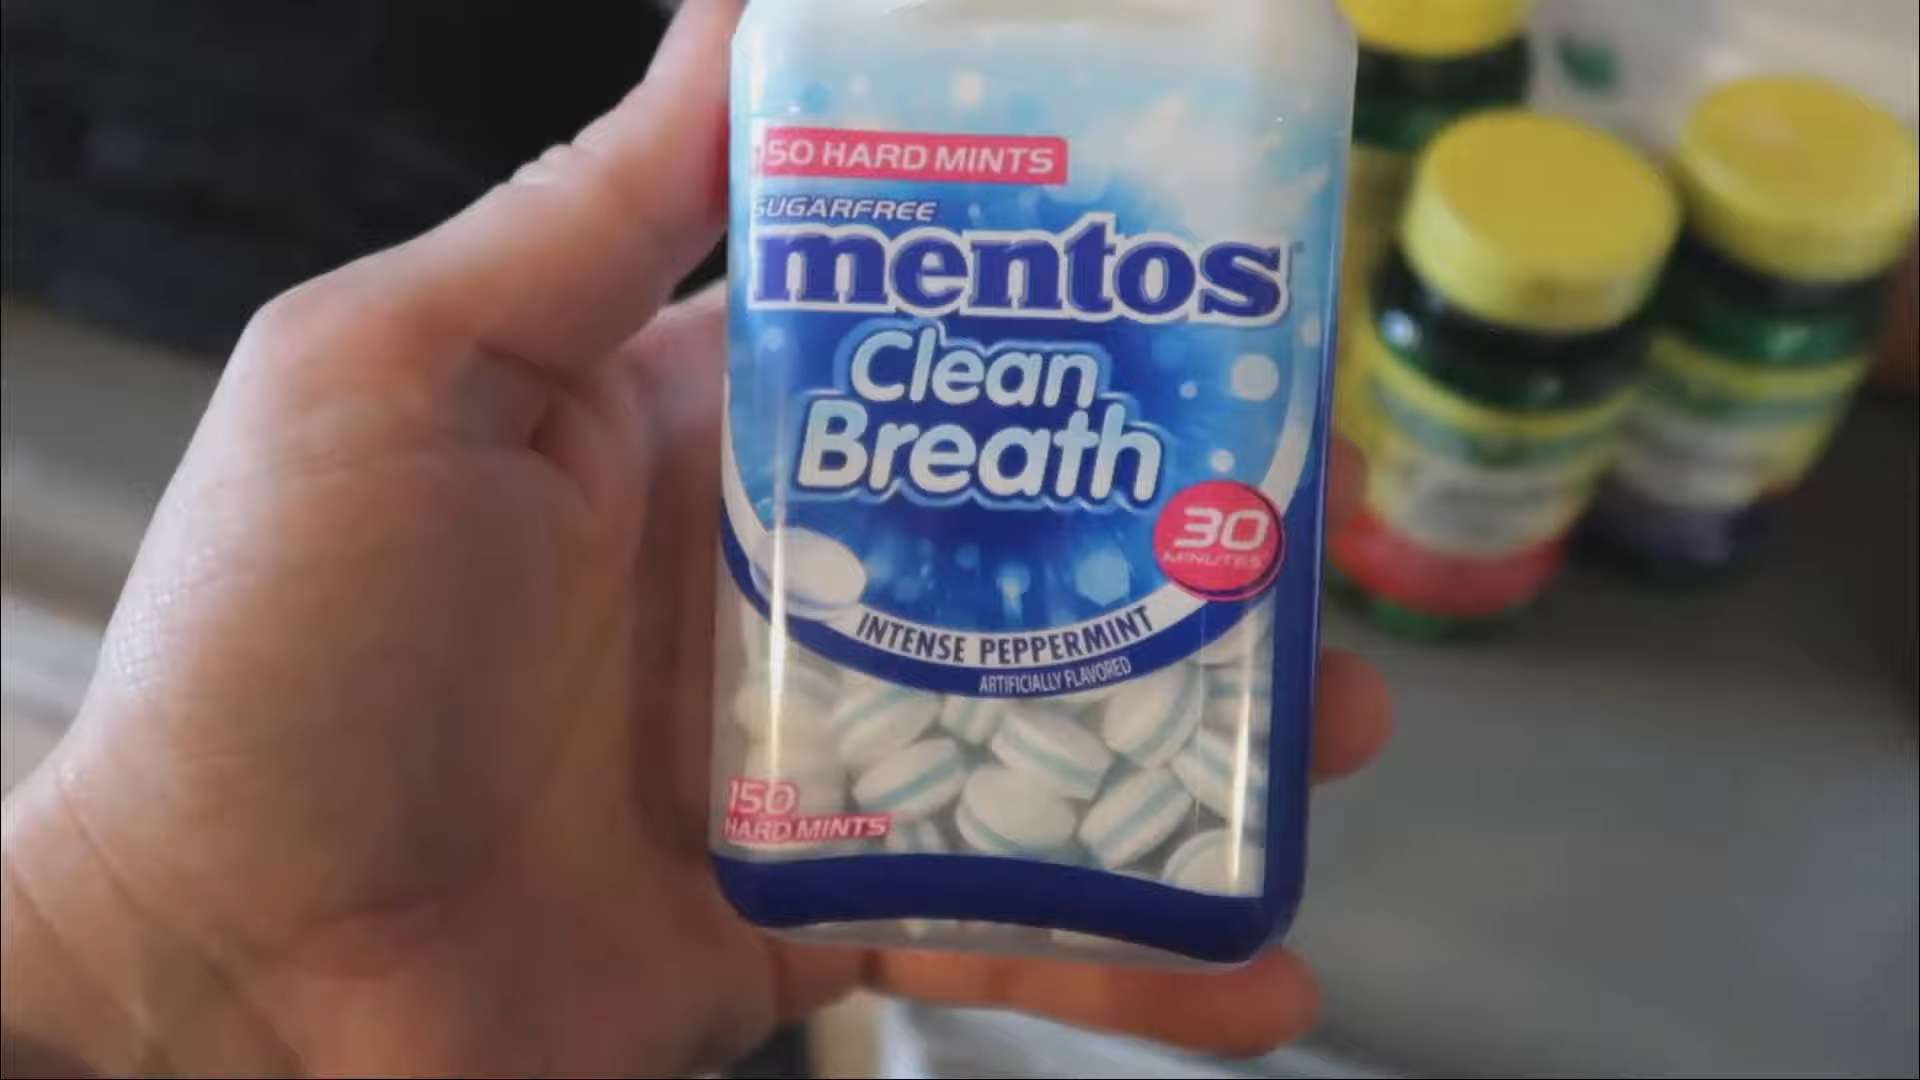 150 HARD MINTS
SUGARFREE
mentos
Clean
Breath
30
MINUTES
INTENSE PEPPERMINT
ARTIFICIALLY FLAVORED
150
HARD MINTS